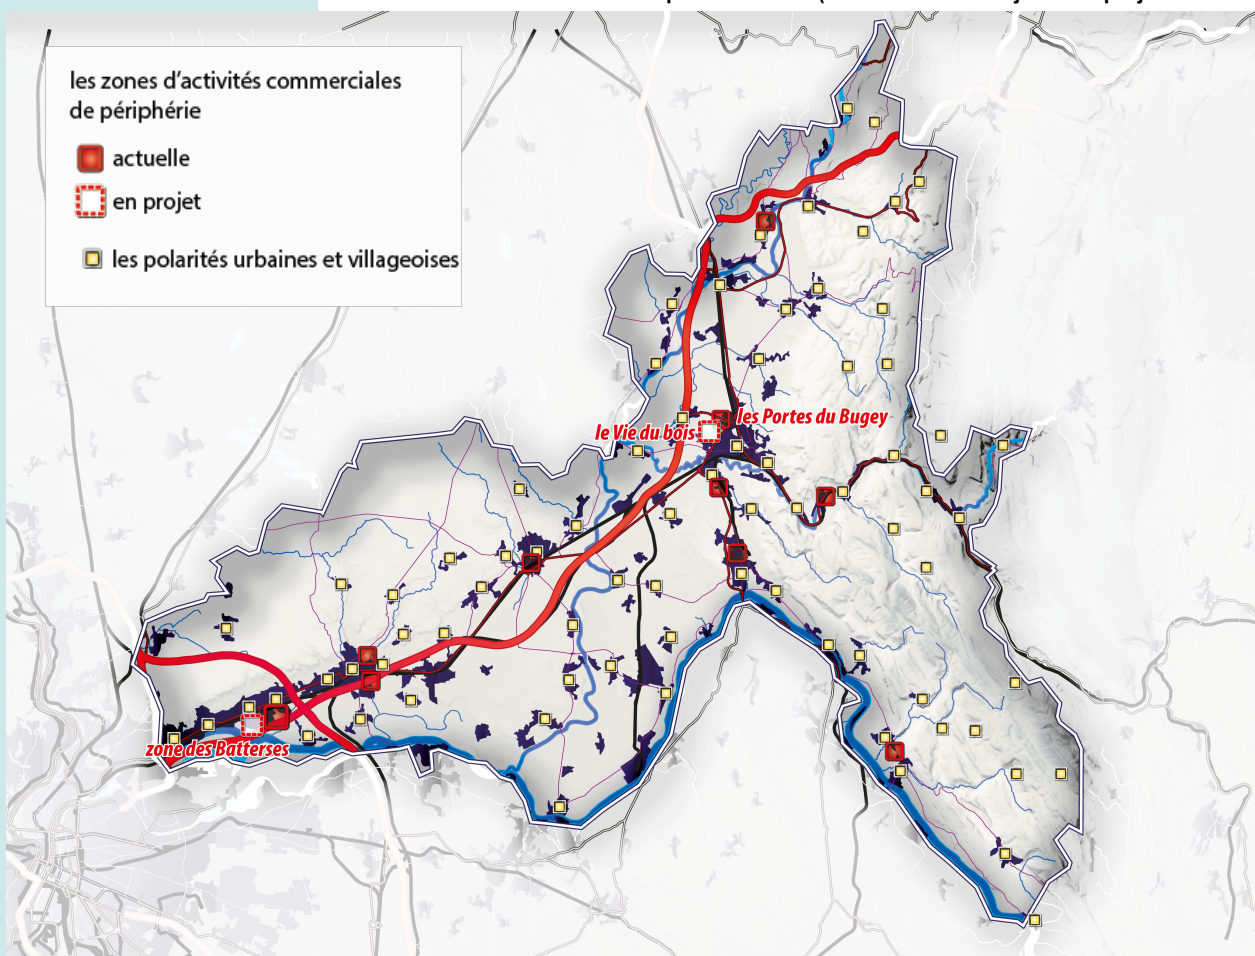 les zones d’activités commerciales
de périphérie
actuelle
en projet
les polarités urbaines et villageoises
les Portes du Bugey
le Vie du bois
zone des Batterses